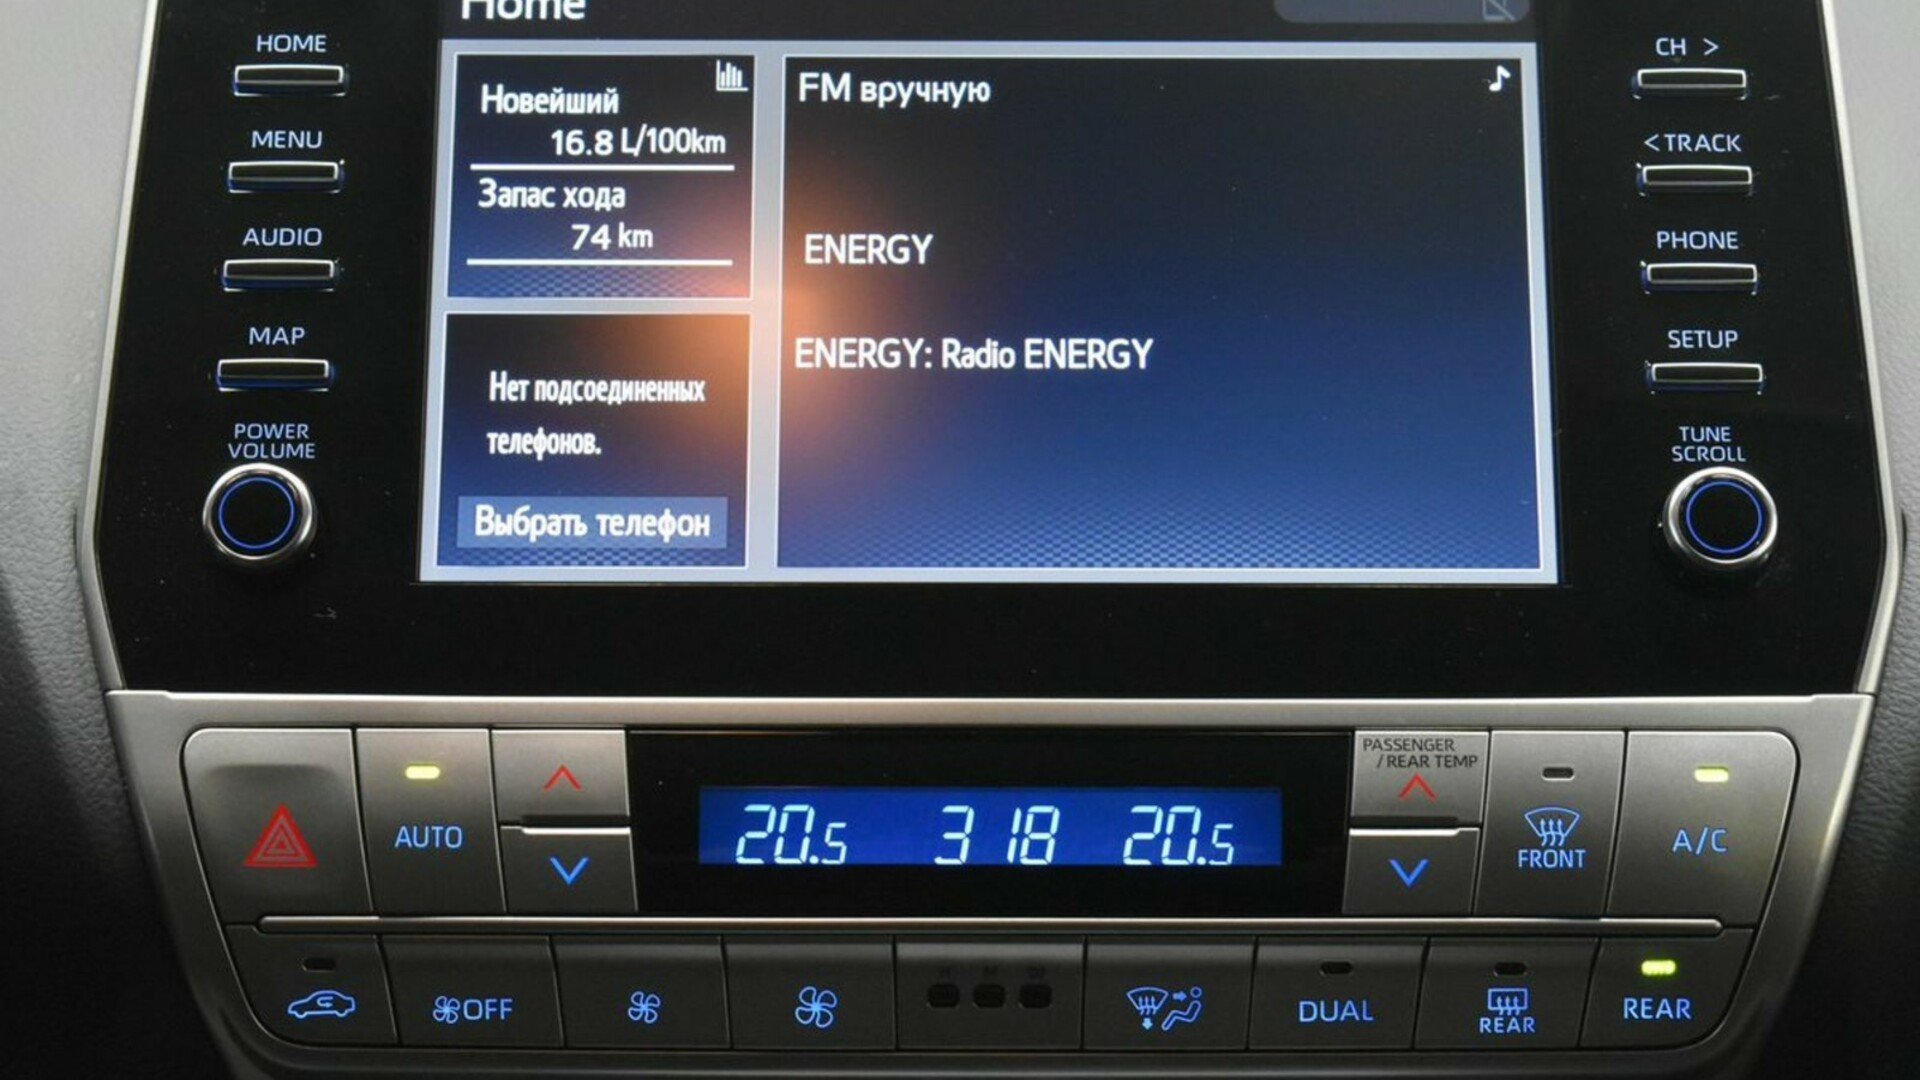 Home
HOME
MENU
AUDIO
MAP
POWER
VOLUME
Новейший
16.8 L/100km
Запас хода
74 km
Нет подсоединенных
телефонов.
Выбрать телефон
FM вручную
ENERGY
ENERGY: Radio ENERGY
CH >
< TRACK
PHONE
SETUP
TUNE
SCROLL
AUTO
20.5 3 18 20.5
PASSENGER
/REAR TEMP
FRONT
A/C
OFF
DUAL
REAR
REAR